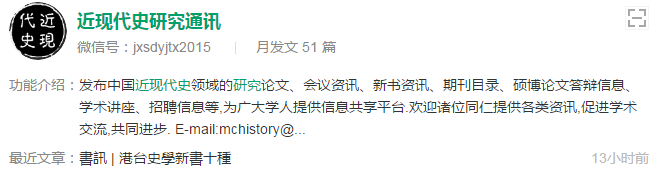 近代現史
近现代史研究通讯
微信号：jxsdyjtx2015 | 月发文 51 篇
功能介绍：发布中国近现代史领域的研究论文、会议资讯、新书资讯、期刊目录、硕博论文答辩信息、
学术讲座、招聘信息等,为广大学人提供信息共享平台.欢迎诸位同仁提供各类资讯,促进学术
交流,共同进步. E-mail:mchistory@...
最近文章：書訊 | 港台史學新書十種 13小时前